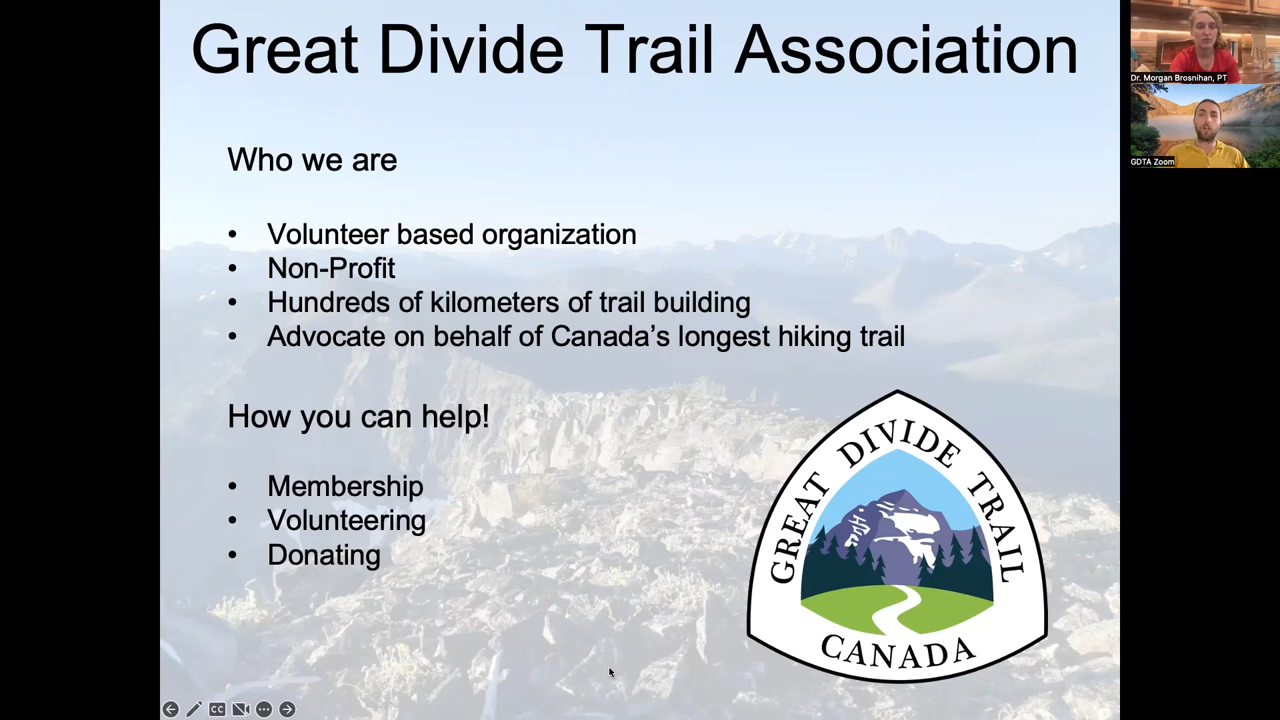 Great Divide Trail Association
Who we are
• Volunteer based organization
• Non-Profit
• Hundreds of kilometers of trail building
• Advocate on behalf of Canada’s longest hiking trail
How you can help!
• Membership
• Volunteering
• Donating
GREAT DIVIDE TRAIL
CANADA
Dr. Morgan Brosnihan, PT
GDTA Zoom
CC